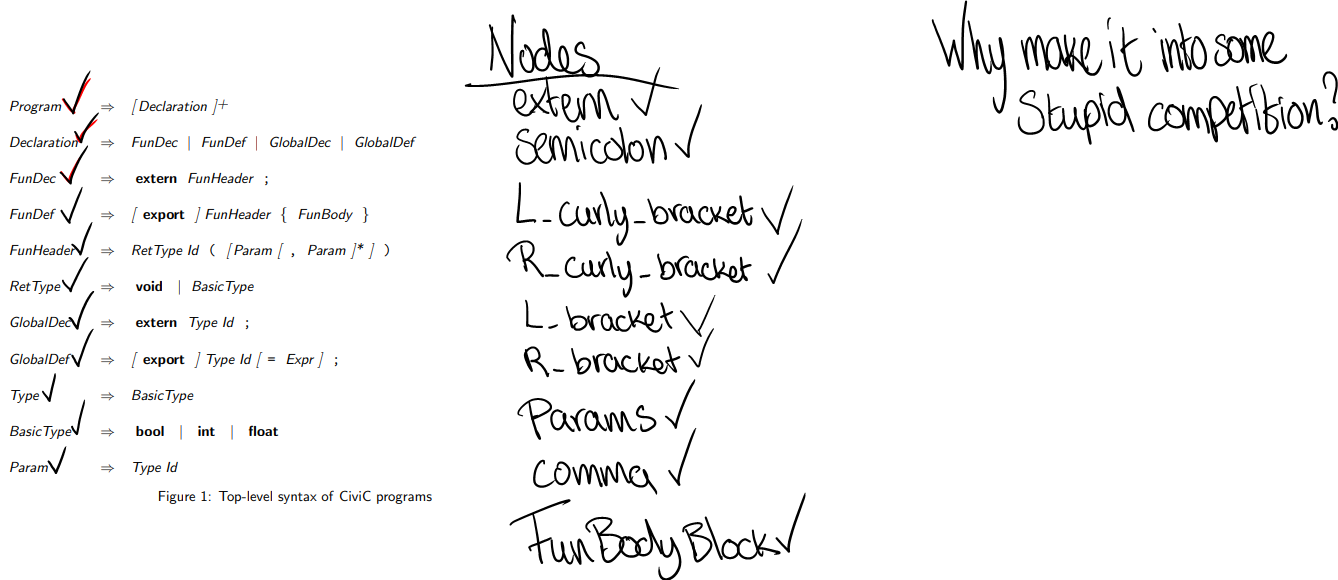 Program ⇒ [ Declaration ]+
Declaration ⇒ FunDec | FunDef | GlobalDec | GlobalDef
FunDec ⇒ extern FunHeader ;
FunDef ⇒ [ export ] FunHeader { FunBody }
FunHeader ⇒ RetType Id ( [ Param [ , Param ]* ] )
RetType ⇒ void | BasicType
GlobalDec ⇒ extern Type Id ;
GlobalDef ⇒ [ export ] Type Id [ = Expr ] ;
Type ⇒ BasicType
BasicType ⇒ bool | int | float
Param ⇒ Type Id
Figure 1: Top-level syntax of CiviC programs
Nodes
extern ✓
semicolon ✓
L_curly_bracket ✓
R_curly_bracket ✓
L_bracket ✓
R_bracket ✓
Params ✓
comma ✓
FunBodyBlock ✓
Why make it into some
Stupid competition?